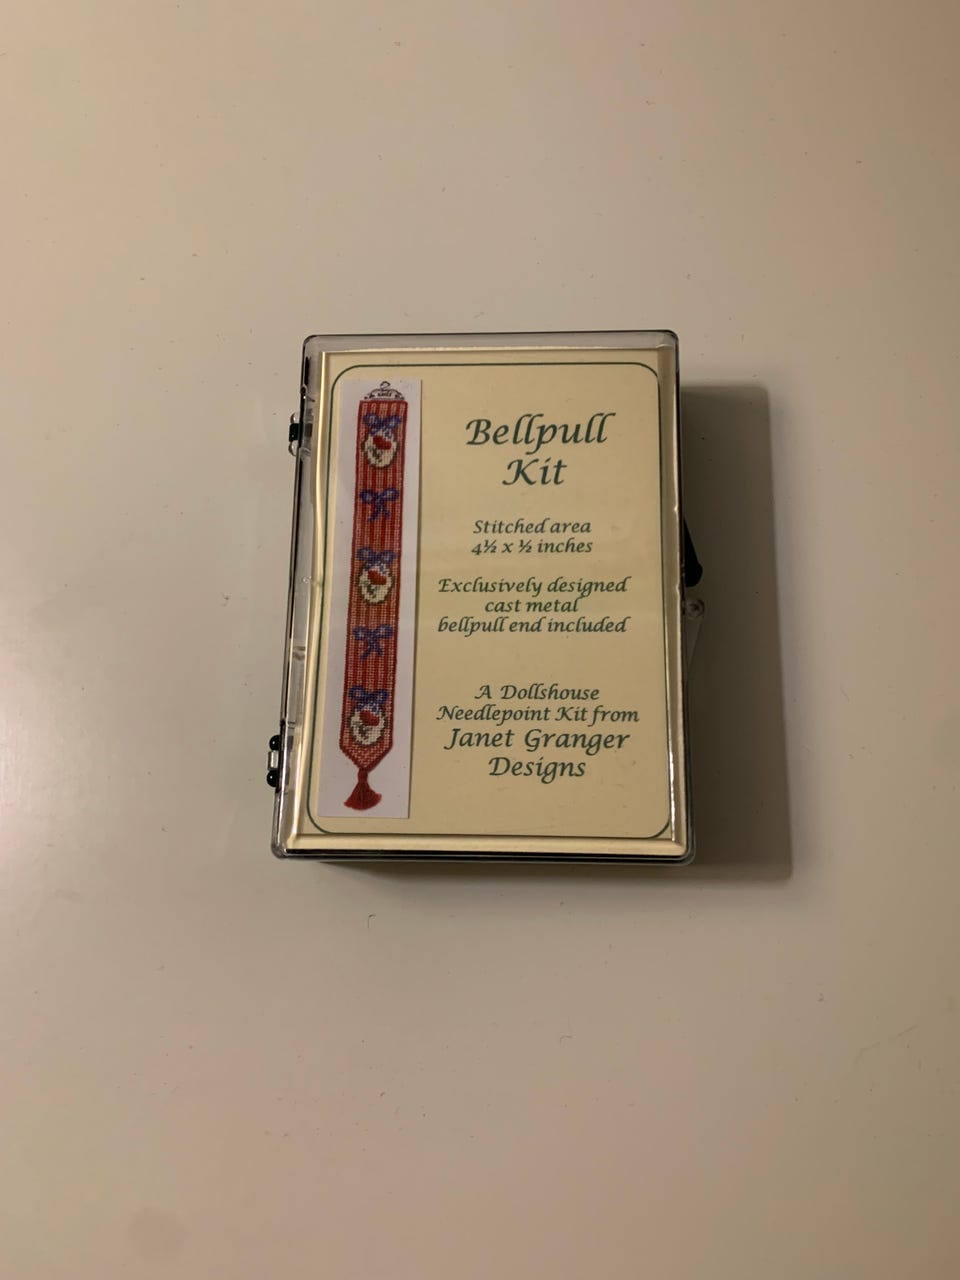 Bellpull
Kit
Stitched area
4½ x ½ inches
Exclusively designed
cast metal
bellpull end included
A Dollshouse
Needlepoint Kit from
Janet Granger
Designs